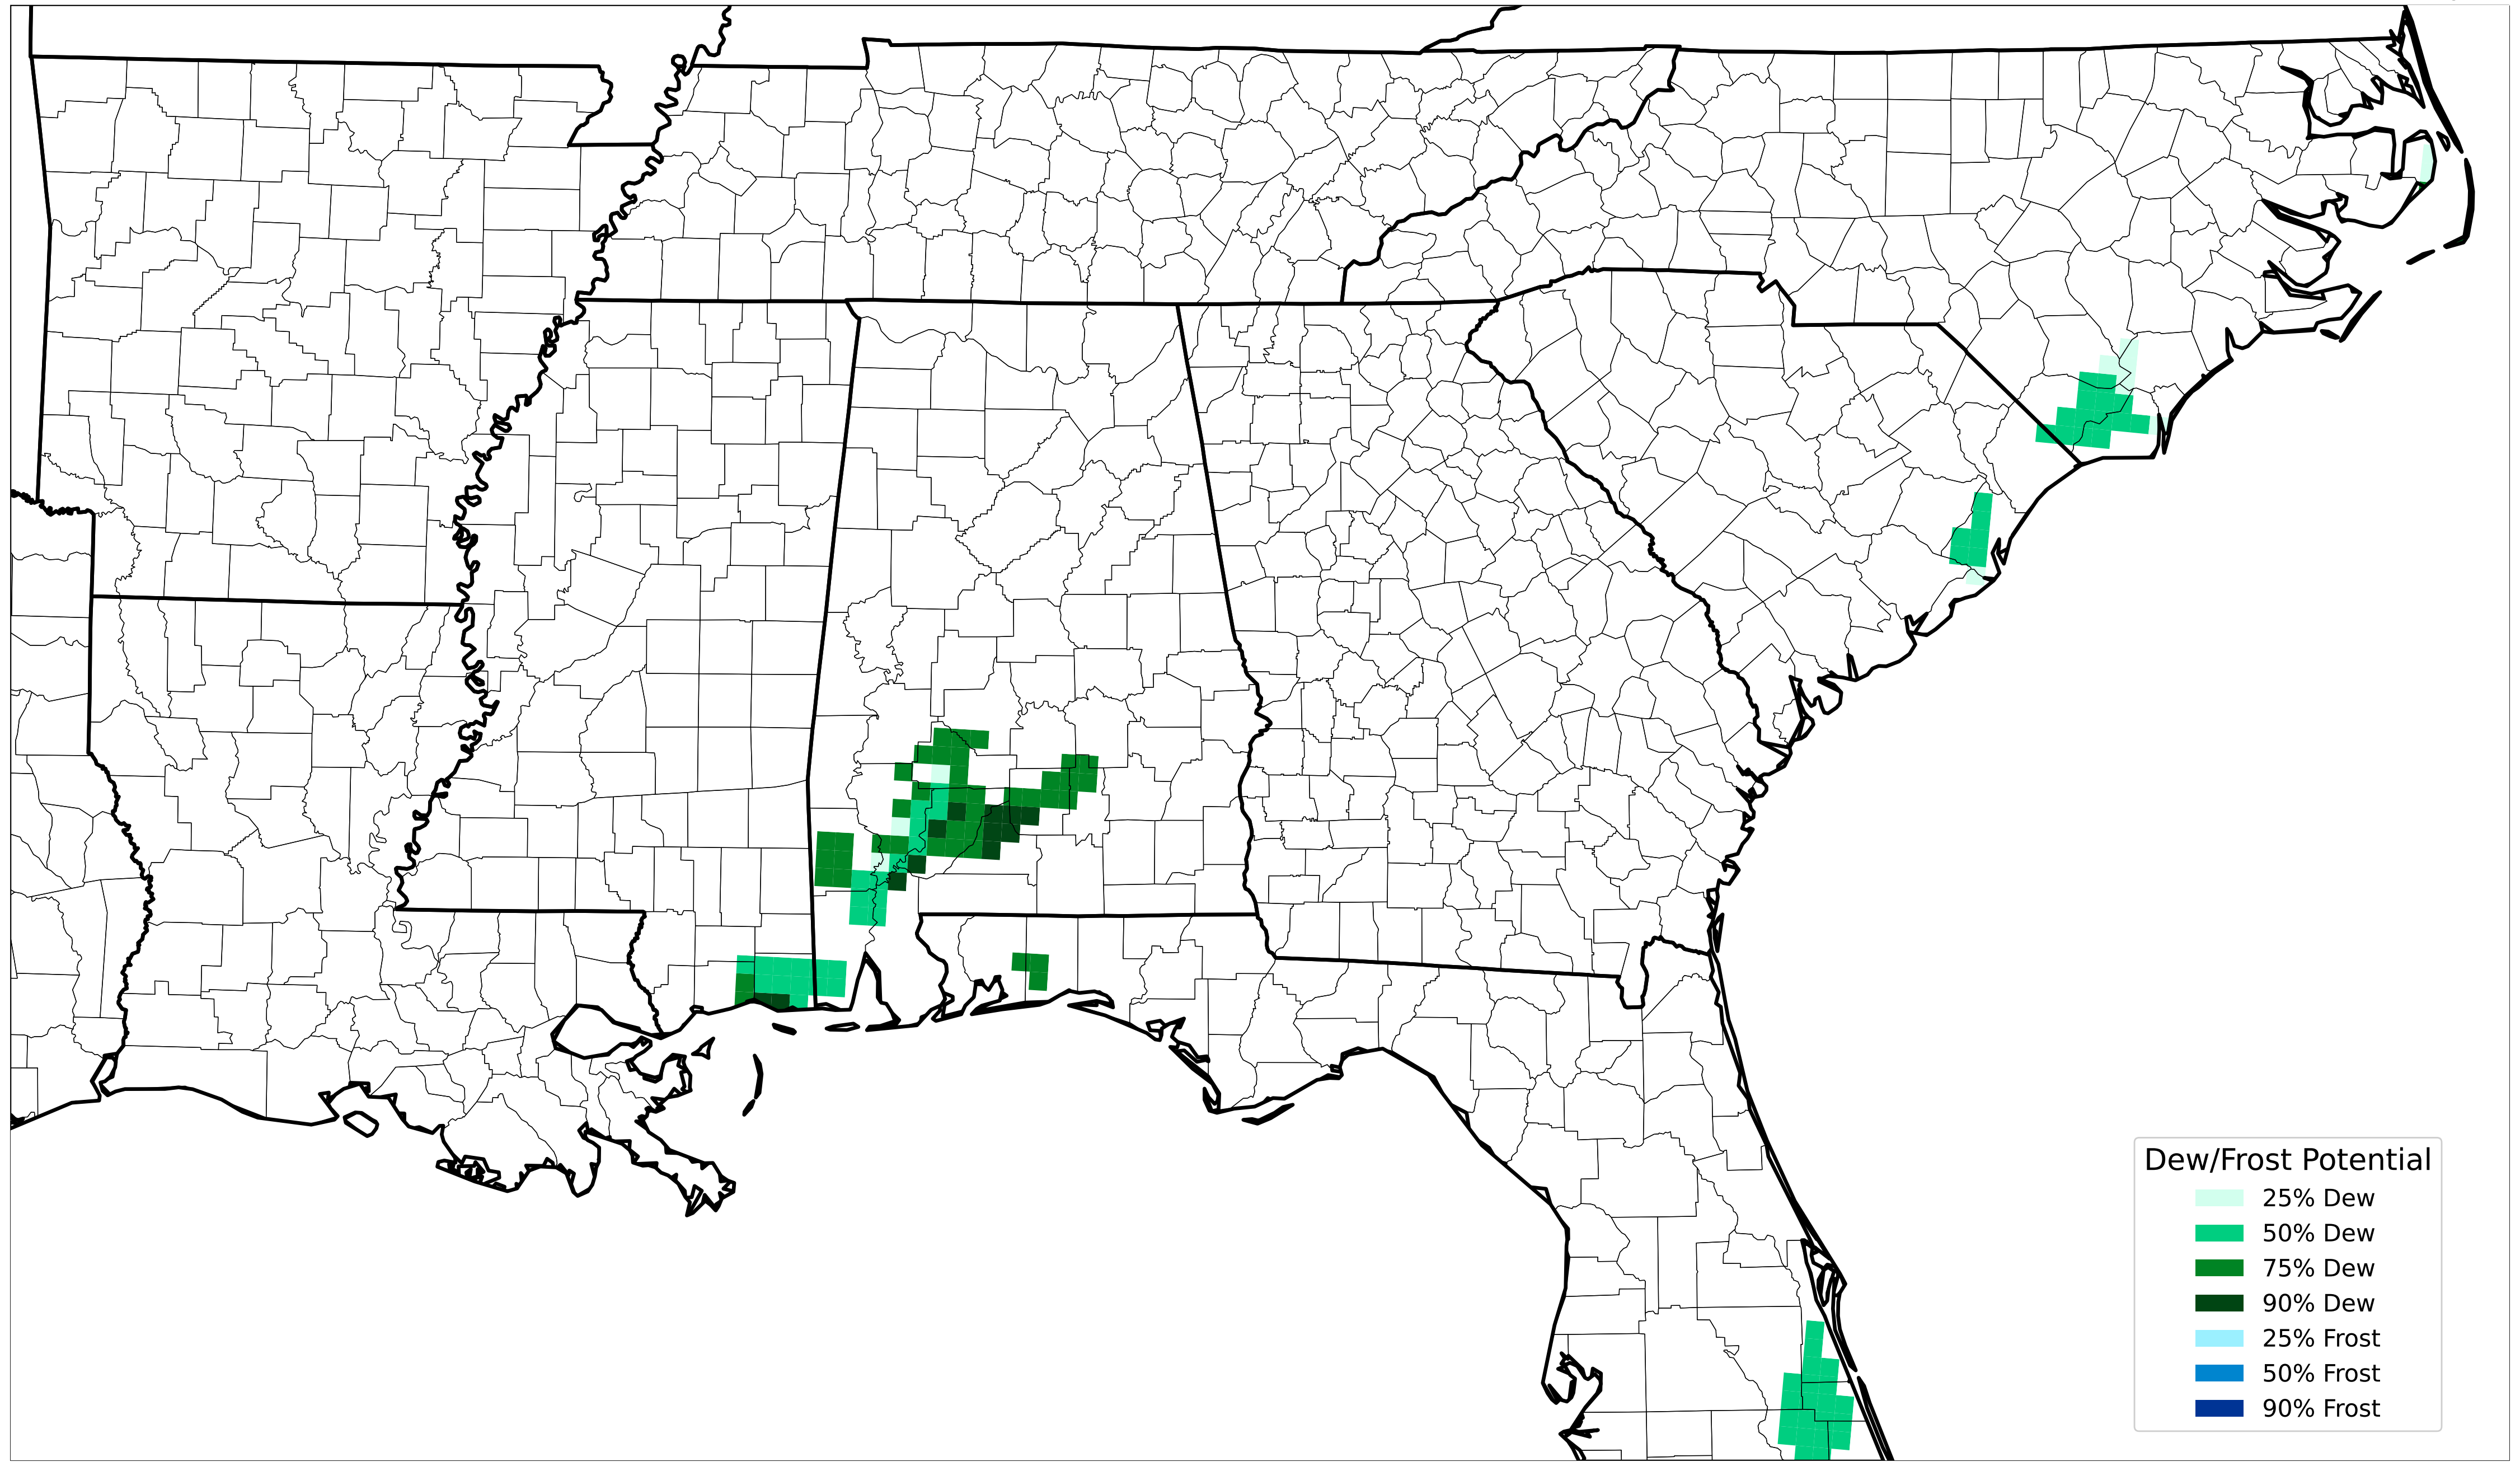 Dew/Frost Potential
25% Dew
50% Dew
75% Dew
90% Dew
25% Frost
50% Frost
90% Frost